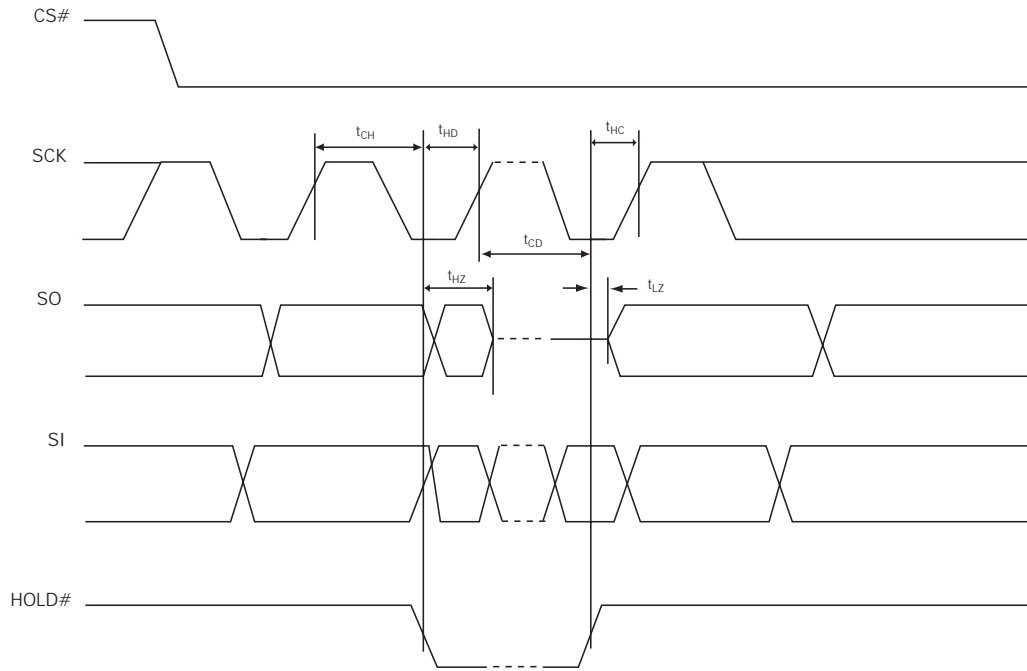 CS#
tCH
tHD
tHC
SCK
tCD
tHZ
tLZ
SO
SI
HOLD#